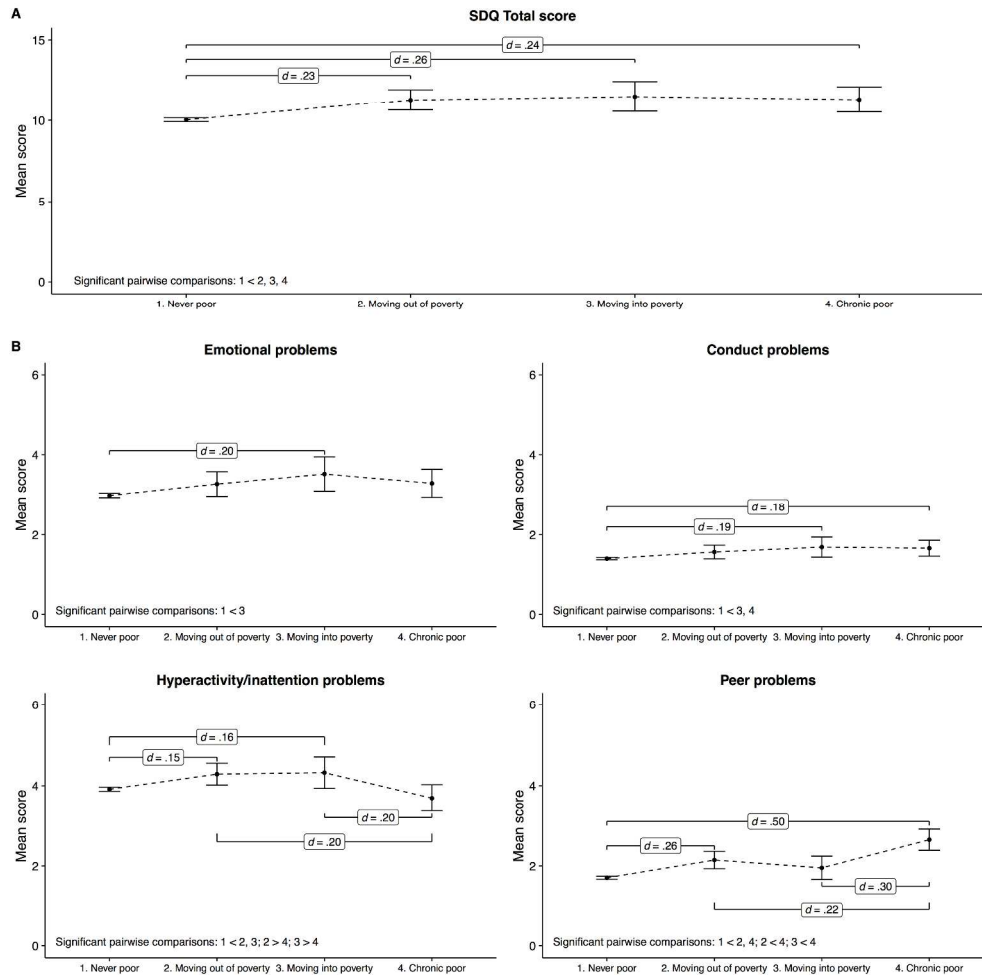 A
SDQ Total score
Mean score
15
10
5
0
d = .24
d = .26
d = .23
Significant pairwise comparisons: 1 < 2, 3, 4
1. Never poor
2. Moving out of poverty
3. Moving into poverty
4. Chronic poor
B
Emotional problems
Mean score
6
4
2
0
d = .20
Significant pairwise comparisons: 1 < 3
1. Never poor
2. Moving out of poverty
3. Moving into poverty
4. Chronic poor
Conduct problems
Mean score
6
4
2
0
d = .18
d = .19
Significant pairwise comparisons: 1 < 3, 4
1. Never poor
2. Moving out of poverty
3. Moving into poverty
4. Chronic poor
Hyperactivity/inattention problems
Mean score
6
4
2
0
d = .16
d = .15
d = .20
d = .20
Significant pairwise comparisons: 1 < 2, 3; 2 > 4; 3 > 4
1. Never poor
2. Moving out of poverty
3. Moving into poverty
4. Chronic poor
Peer problems
Mean score
6
4
2
0
d = .50
d = .26
d = .30
d = .22
Significant pairwise comparisons: 1 < 2, 4; 2 < 4; 3 < 4
1. Never poor
2. Moving out of poverty
3. Moving into poverty
4. Chronic poor